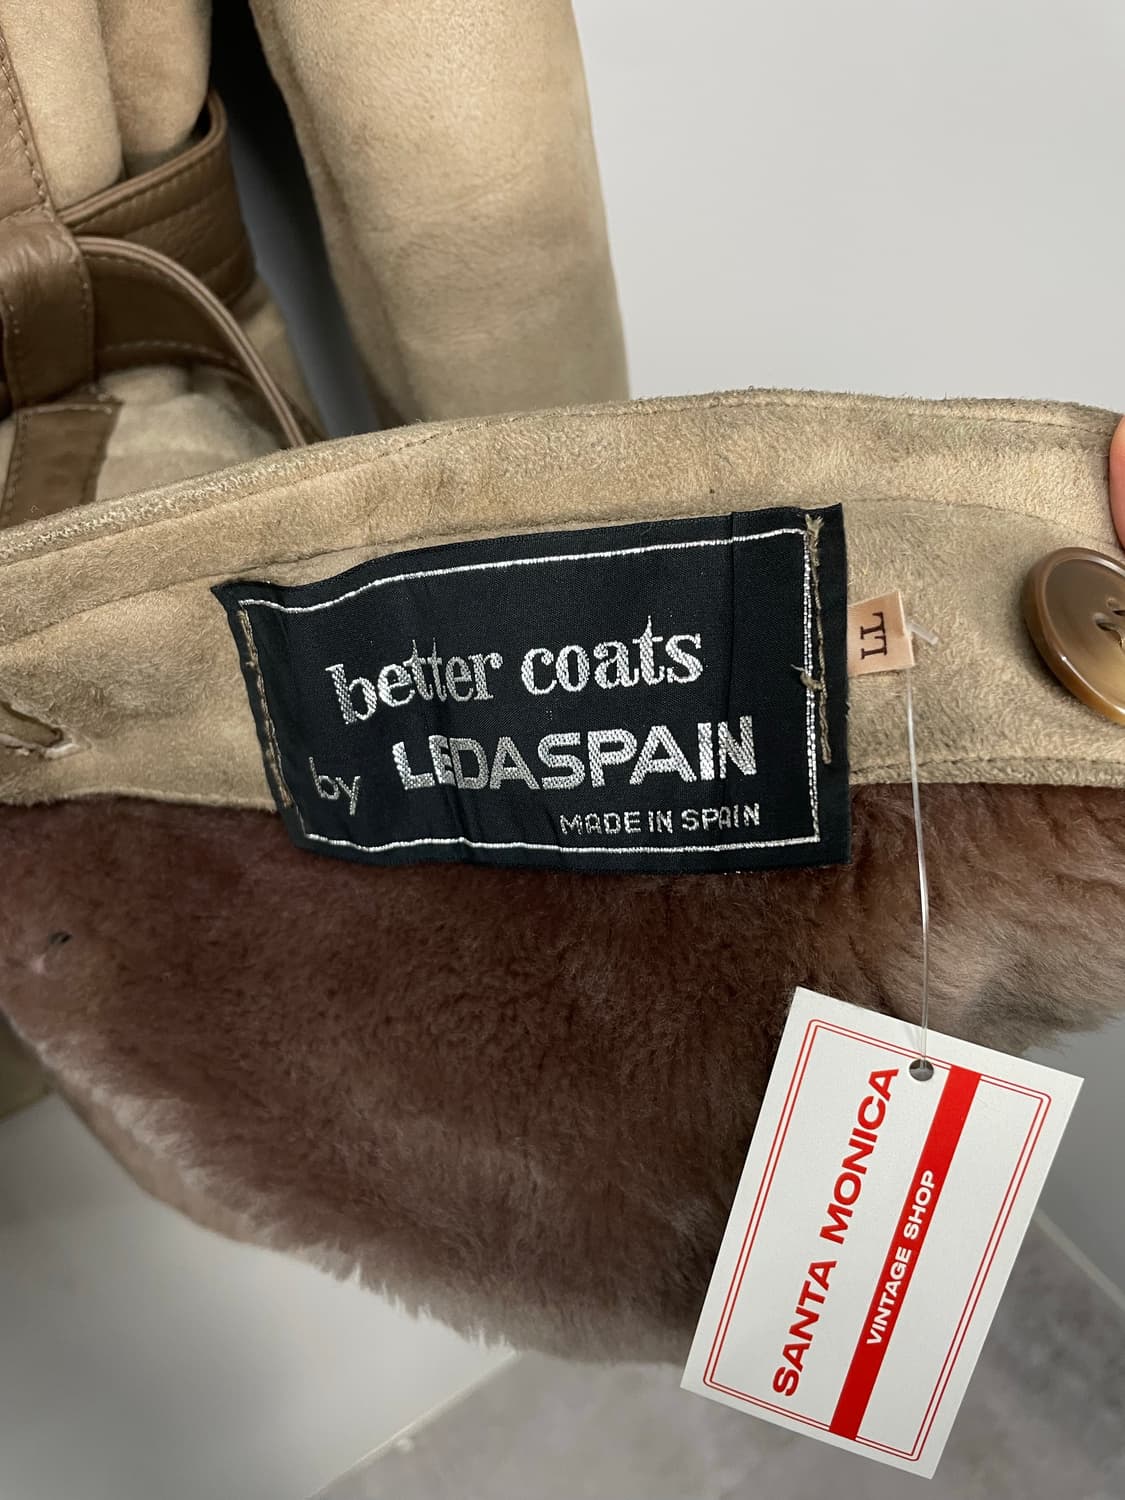 better coats
by LEDASPAIN
MADE IN SPAIN
LL
SANTA MONICA
VINTAGE SHOP